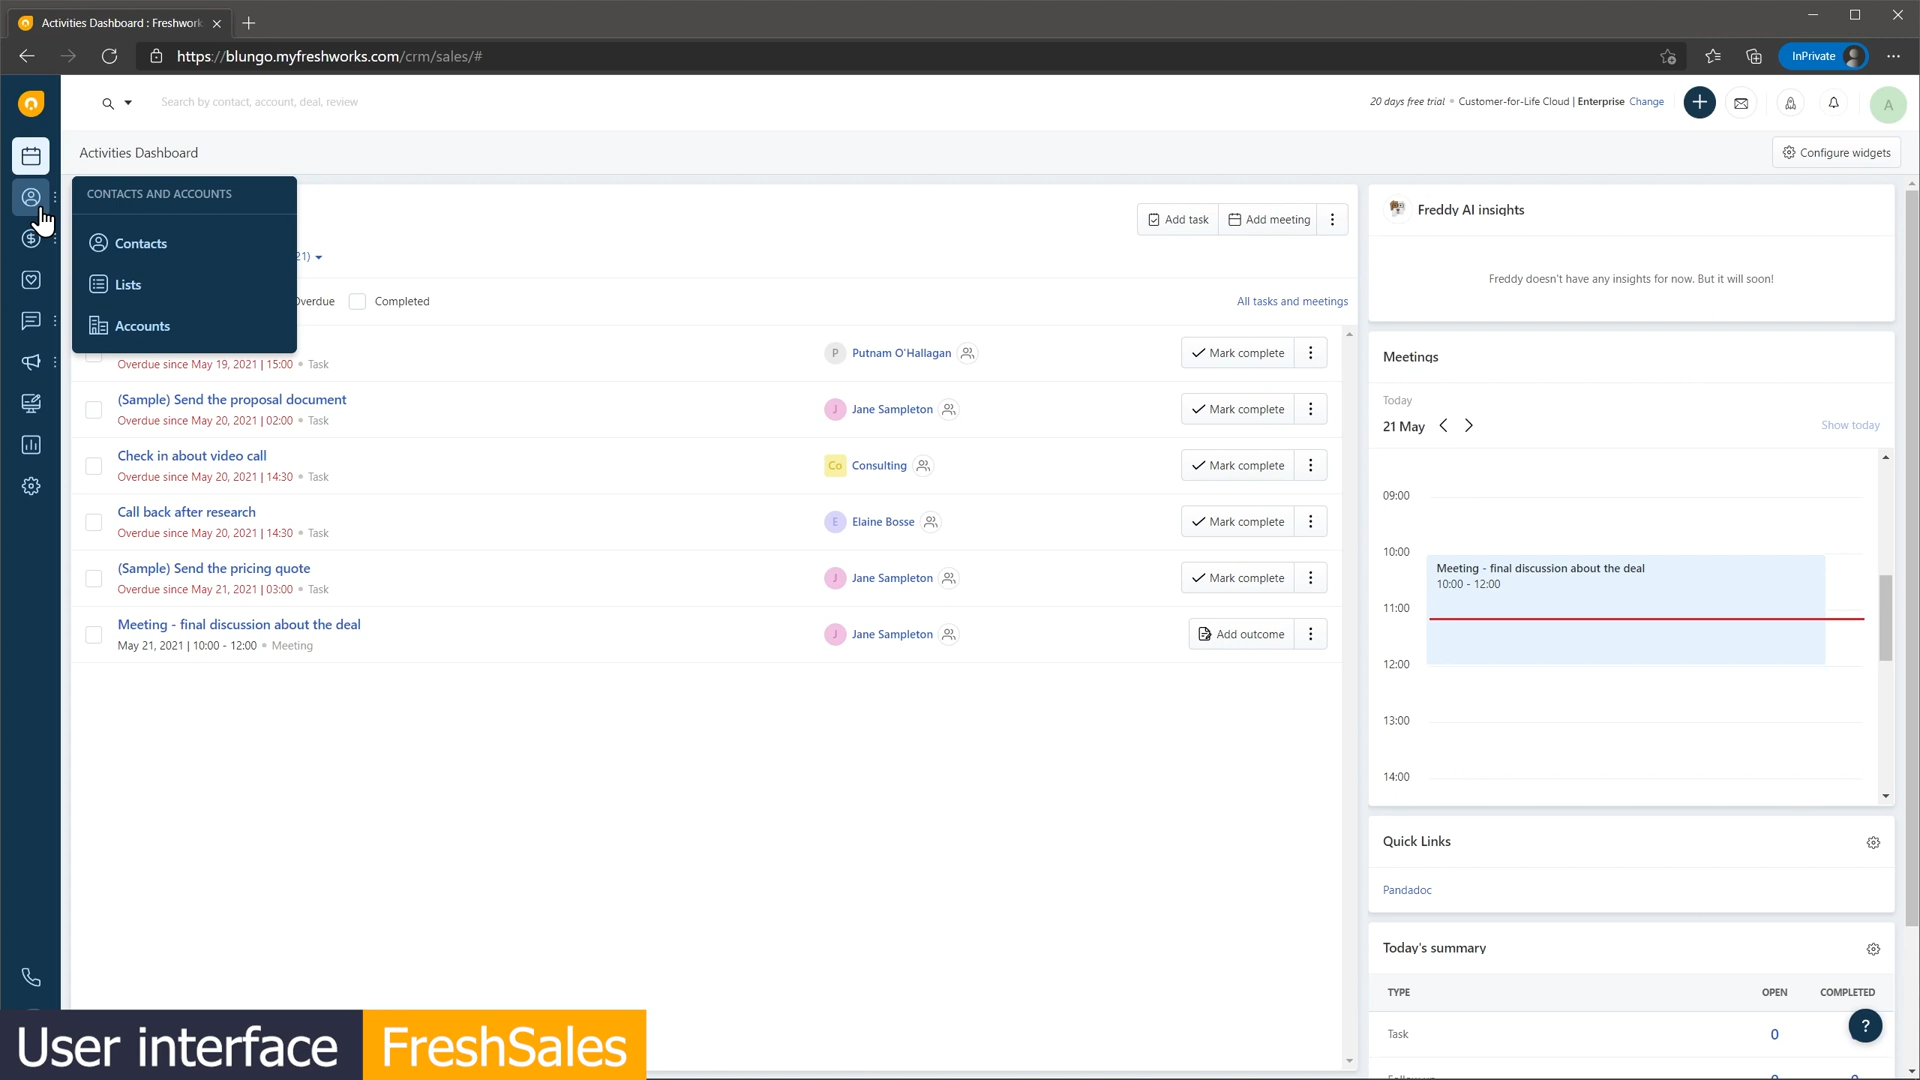 Activities Dashboard : Freshwork
https://blungo.myfreshworks.com/crm/sales/#
InPrivate
Search by contact, account, deal, review
20 days free trial • Customer-for-Life Cloud | Enterprise Change
A
Activities Dashboard
Configure widgets
CONTACTS AND ACCOUNTS
Contacts
Lists
Accounts
Add task
Add meeting
21)
Overdue
Completed
All tasks and meetings
Overdue since May 19, 2021 | 15:00 • Task
P Putnam O'Hallagan
Mark complete
(Sample) Send the proposal document
Overdue since May 20, 2021 | 02:00 • Task
J Jane Sampleton
Mark complete
Check in about video call
Overdue since May 20, 2021 | 14:30 • Task
Co Consulting
Mark complete
Call back after research
Overdue since May 20, 2021 | 14:30 • Task
E Elaine Bosse
Mark complete
(Sample) Send the pricing quote
Overdue since May 21, 2021 | 03:00 • Task
J Jane Sampleton
Mark complete
Meeting - final discussion about the deal
May 21, 2021 | 10:00 - 12:00 • Meeting
J Jane Sampleton
Add outcome
Freddy AI insights
Freddy doesn't have any insights for now. But it will soon!
Meetings
Today
21 May
Show today
09:00
10:00
Meeting - final discussion about the deal
10:00 - 12:00
11:00
12:00
13:00
14:00
Quick Links
Pandadoc
Today's summary
TYPE OPEN COMPLETED
Task 0
?
User interface FreshSales